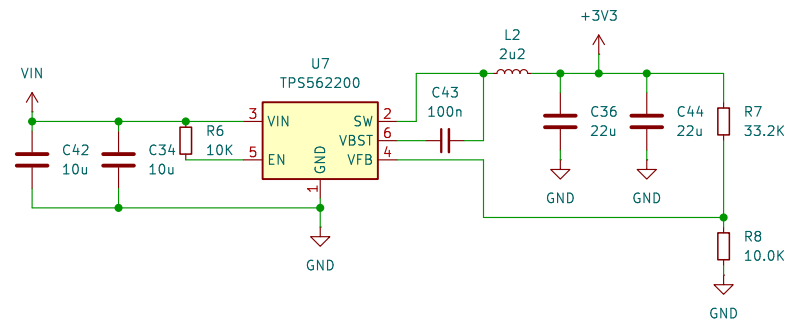 +3V3
L2
2u2
U7
TPS562200
VIN
C43
100n
C36
22u
C44
22u
R7
33.2K
3
VIN
SW
2
R6
10K
C42
10u
C34
10u
VBST
6
5
EN
VFB
4
GND
1
GND
GND
GND
R8
10.0K
GND